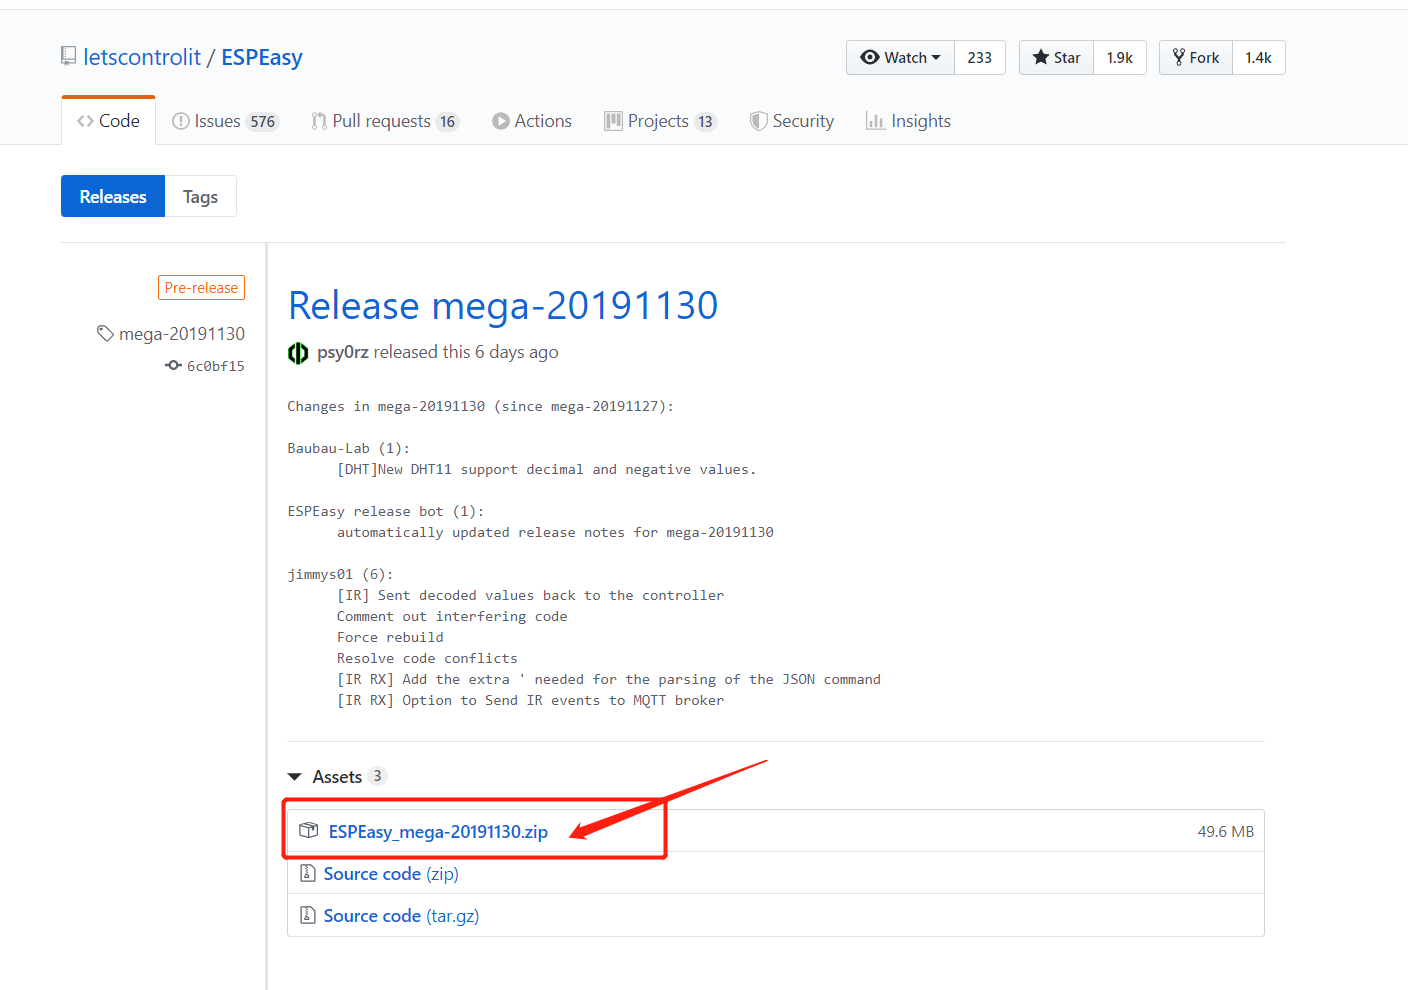 letscontrolit / ESPEasy
Watch 233 Star 1.9k Fork 1.4k
Code Issues 576 Pull requests 16 Actions Projects 13 Security Insights
Releases Tags
Pre-release
mega-20191130
6c0bf15
Release mega-20191130
psy0rz released this 6 days ago
Changes in mega-20191130 (since mega-20191127):
Baubau-Lab (1):
[DHT]New DHT11 support decimal and negative values.
ESPEasy release bot (1):
automatically updated release notes for mega-20191130
jimmys01 (6):
[IR] Sent decoded values back to the controller
Comment out interfering code
Force rebuild
Resolve code conflicts
[IR RX] Add the extra ' needed for the parsing of the JSON command
[IR RX] Option to Send IR events to MQTT broker
Assets 3
ESPEasy_mega-20191130.zip 49.6 MB
Source code (zip)
Source code (tar.gz)